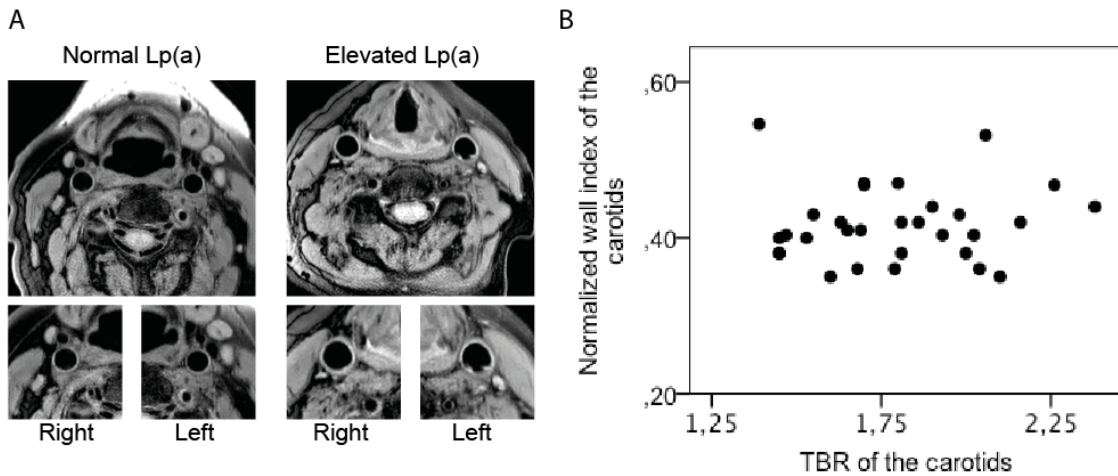 A
Normal Lp(a)
Elevated Lp(a)
Right
Left
Right
Left
B
Normalized wall index of the
carotids
,60
,40
,20
1,25
1,75
2,25
TBR of the carotids